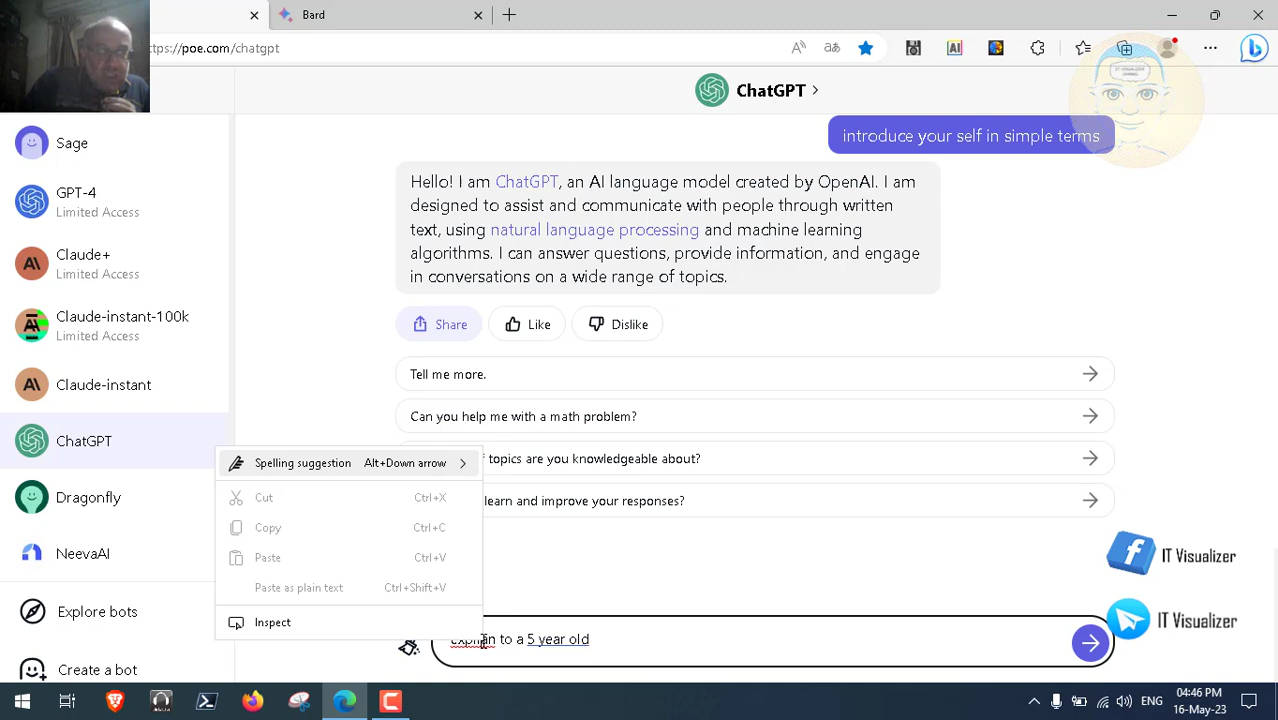 Bard
ttps://poe.com/chatgpt
ChatGPT
introduce your self in simple terms
Hello! I am ChatGPT, an AI language model created by OpenAI. I am
designed to assist and communicate with people through written
text, using natural language processing and machine learning
algorithms. I can answer questions, provide information, and engage
in conversations on a wide range of topics.
Share
Like
Dislike
Tell me more.
Can you help me with a math problem?
f topics are you knowledgeable about?
learn and improve your responses?
Sage
GPT-4
Limited Access
Claude+
Limited Access
Claude-instant-100k
Limited Access
Claude-instant
ChatGPT
Dragonfly
NeevaAI
Explore bots
Create a bot
Spelling suggestion Alt+Down arrow
Cut Ctrl+X
Copy Ctrl+C
Paste Ctrl+V
Paste as plain text Ctrl+Shift+V
Inspect
to a 5 year old
IT Visualizer
IT Visualizer
IT VISUALIZER
CHANNEL
ENG
04:46 PM
16-May-23